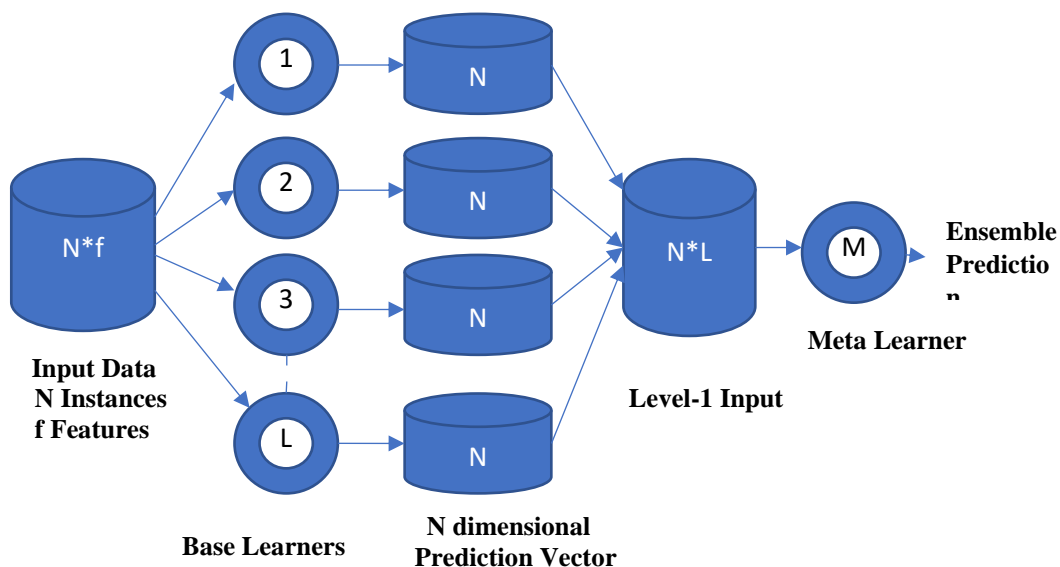 1
N
2
N
N*f
3
N
L
N
N*L
M
Ensemble
Predictio
n
Meta Learner
Input Data
N Instances
f Features
Level-1 Input
Base Learners
N dimensional
Prediction Vector